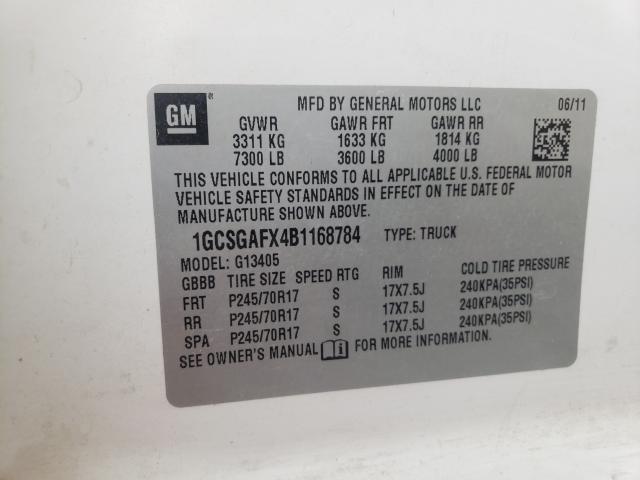 GM
MFD BY GENERAL MOTORS LLC 06/11
GVWR GAWR FRT GAWR RR
3311 KG 1633 KG 1814 KG
7300 LB 3600 LB 4000 LB
THIS VEHICLE CONFORMS TO ALL APPLICABLE U.S. FEDERAL MOTOR
VEHICLE SAFETY STANDARDS IN EFFECT ON THE DATE OF
MANUFACTURE SHOWN ABOVE.
1GCSGAFX4B1168784 TYPE: TRUCK
MODEL: G13405
GBBB TIRE SIZE SPEED RTG RIM COLD TIRE PRESSURE
FRT P245/70R17 S 17X7.5J 240KPA(35PSI)
RR P245/70R17 S 17X7.5J 240KPA(35PSI)
SPA P245/70R17 S 17X7.5J 240KPA(35PSI)
SEE OWNER'S MANUAL FOR MORE INFORMATION.